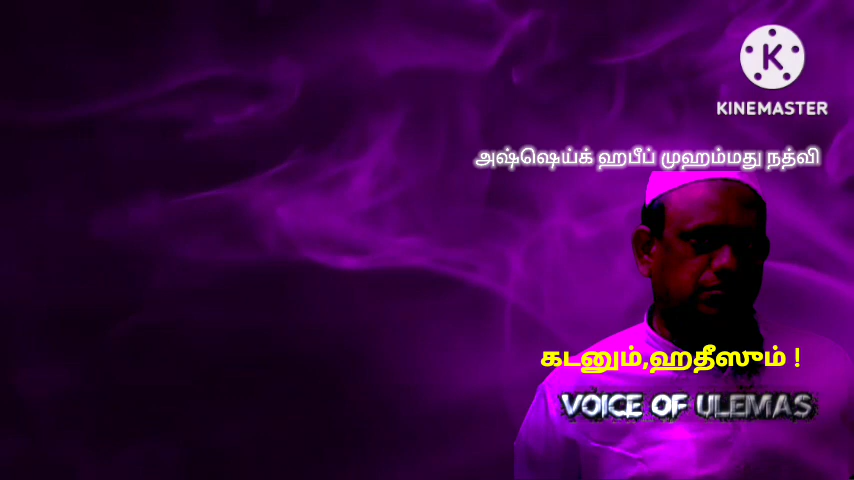 KINEMASTER
அஷ்ஷெய்க் ஹபீப் முஹம்மது நத்வி
கடனும்,ஹதீஸும் !
VOICE OF ULEMAS